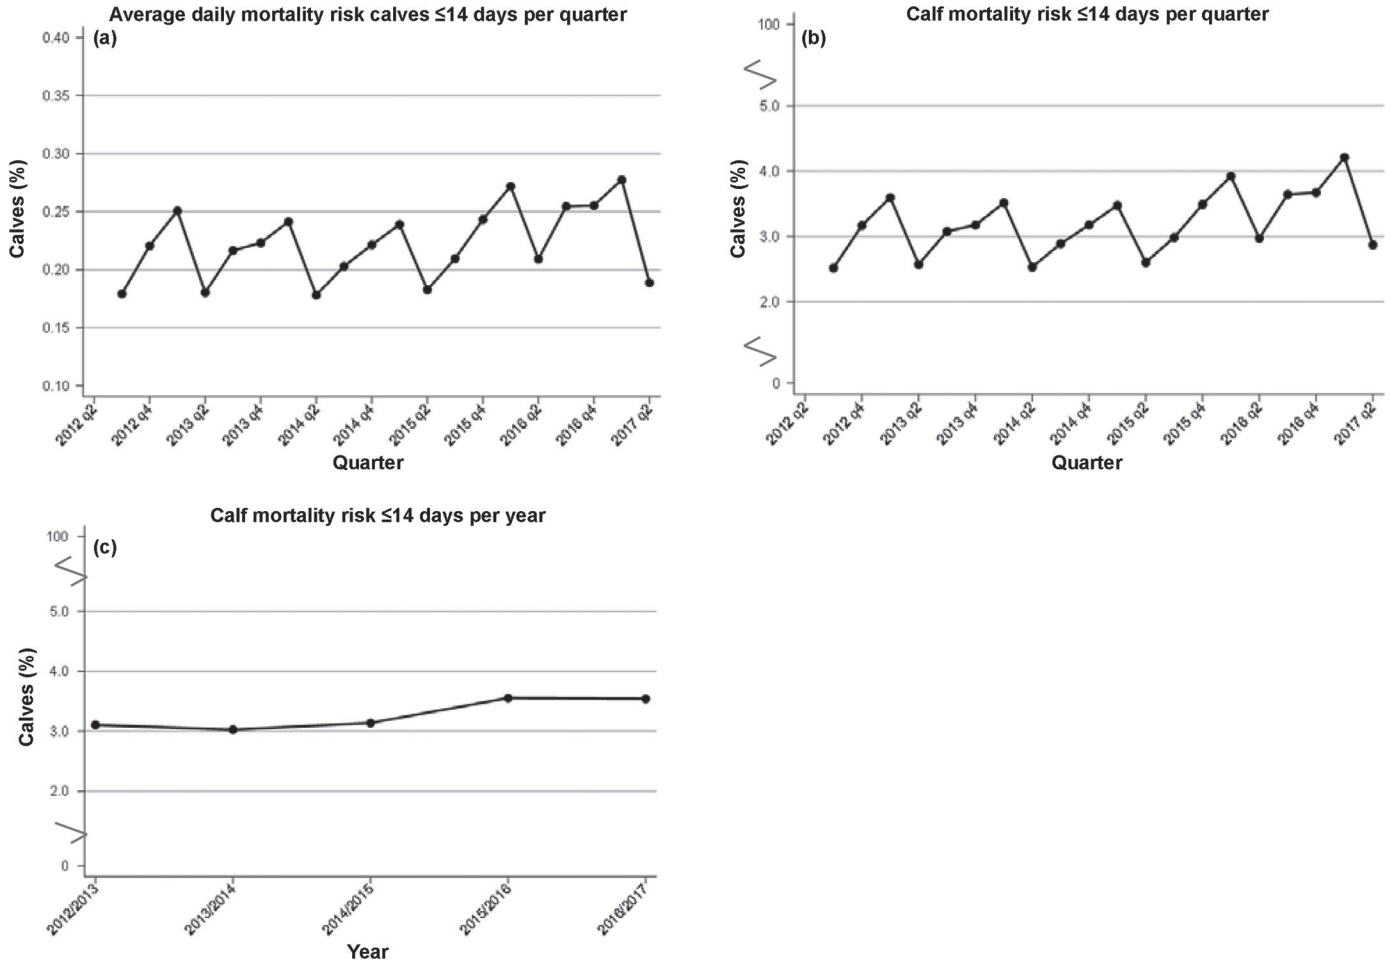 Average daily mortality risk calves ≤14 days per quarter
(a)
0.40
0.35
0.30
0.25
0.20
0.15
0.10
Calves (%)
2012 q2
2012 q4
2013 q2
2013 q4
2014 q2
2014 q4
2015 q2
2015 q4
2016 q2
2016 q4
2017 q2
Quarter
Calf mortality risk ≤14 days per quarter
(b)
100
5.0
4.0
3.0
2.0
0
Calves (%)
2012 q2
2012 q4
2013 q2
2013 q4
2014 q2
2014 q4
2015 q2
2015 q4
2016 q2
2016 q4
2017 q2
Quarter
Calf mortality risk ≤14 days per year
(c)
100
5.0
4.0
3.0
2.0
0
Calves (%)
2012/2013
2013/2014
2014/2015
2015/2016
2016/2017
Year